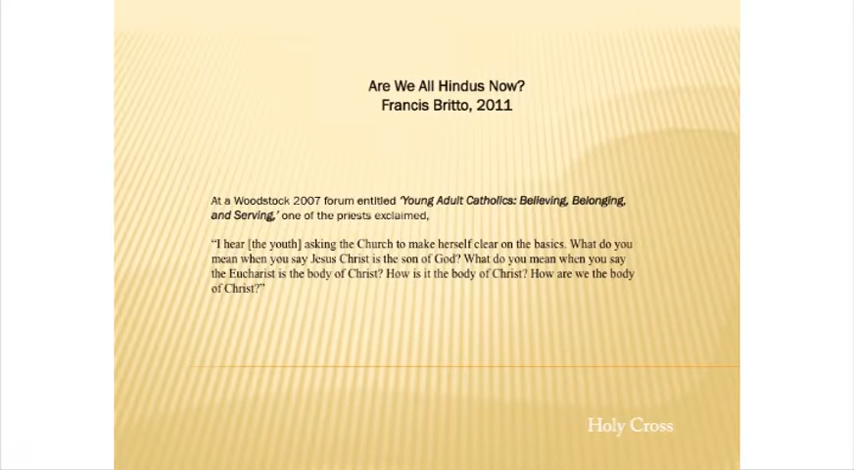 Are We All Hindus Now?
Francis Britto, 2011
At a Woodstock 2007 forum entitled ‘Young Adult Catholics: Believing, Belonging,
and Serving,’ one of the priests exclaimed,
“I hear [the youth] asking the Church to make herself clear on the basics. What do you
mean when you say Jesus Christ is the son of God? What do you mean when you say
the Eucharist is the body of Christ? How is it the body of Christ? How are we the body
of Christ?”
Holy Cross